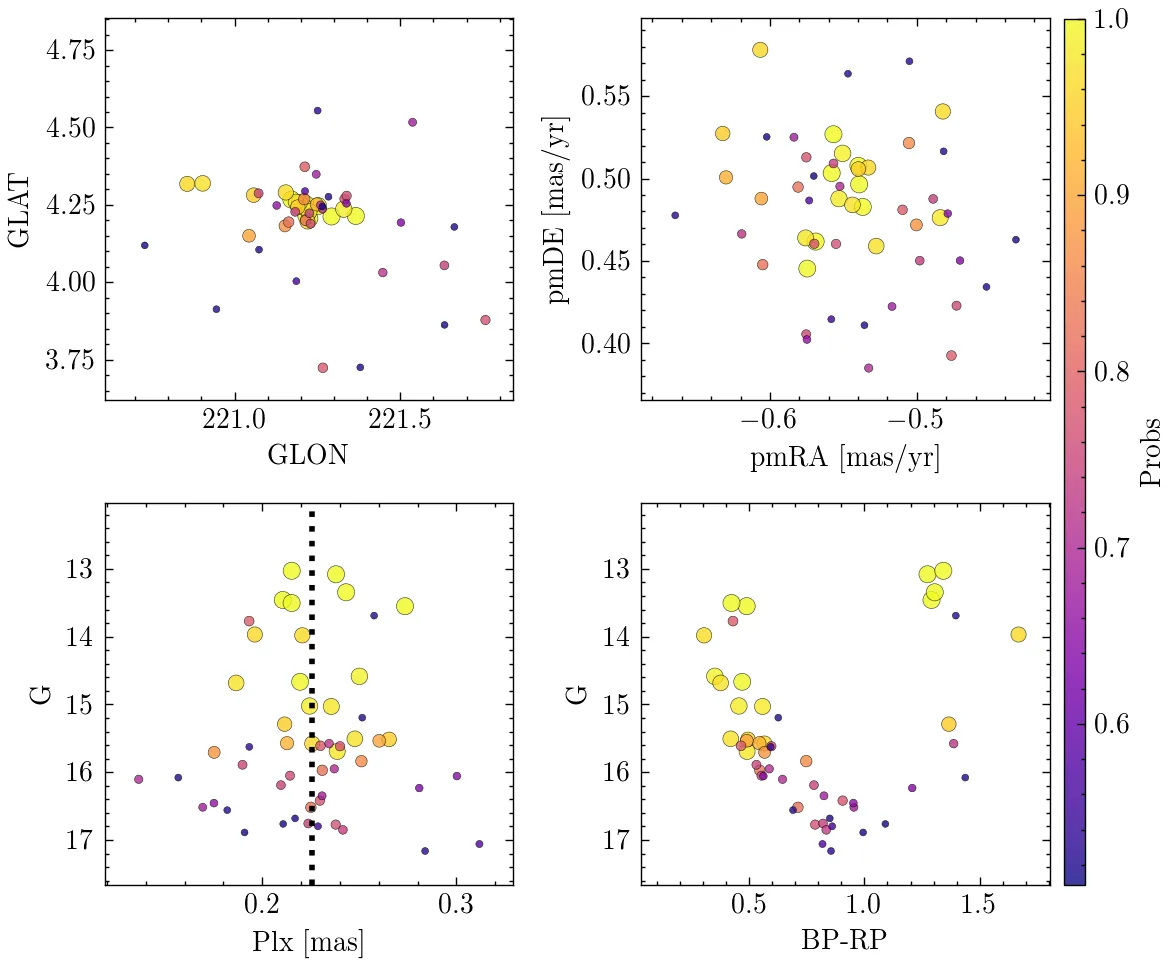 4.75
4.50
4.25
4.00
3.75
GLAT
221.0 221.5
GLON
0.55
0.50
0.45
0.40
pmDE [mas/yr]
−0.6 −0.5
pmRA [mas/yr]
1.0
0.9
0.8
0.7
0.6
Probs
13
14
15
16
17
G
0.2 0.3
Plx [mas]
13
14
15
16
17
G
0.5 1.0 1.5
BP-RP